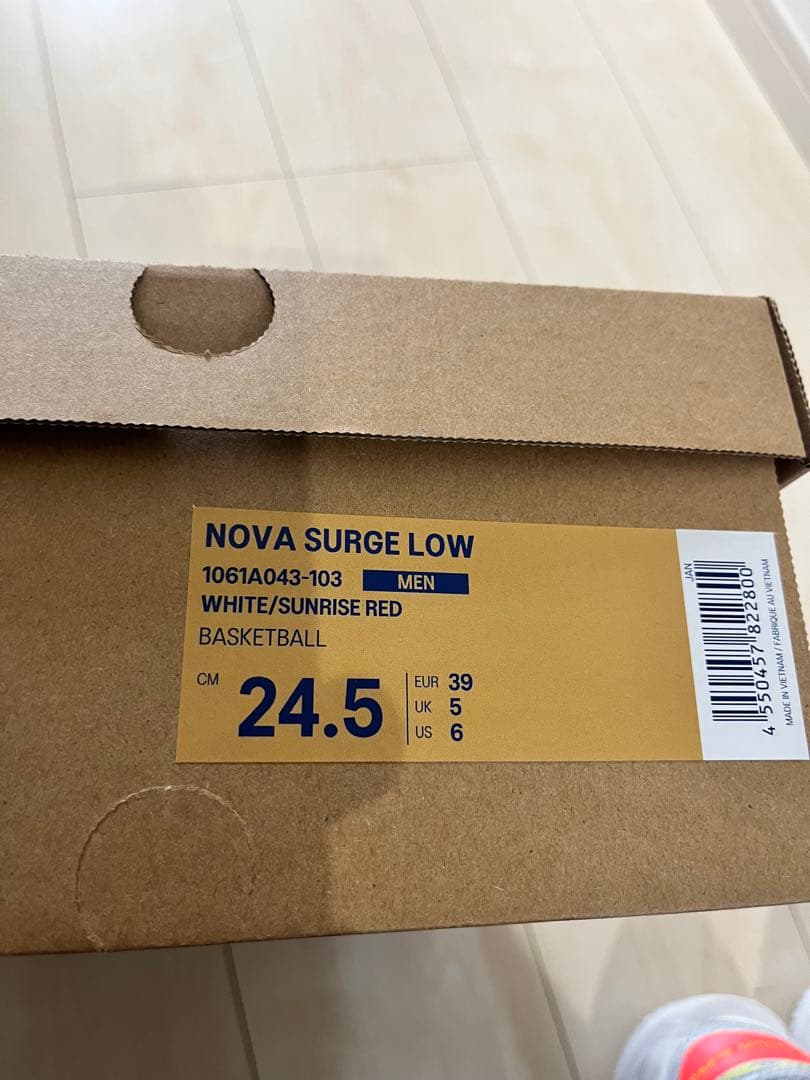 NOVA SURGE LOW
1061A043-103 MEN
WHITE/SUNRISE RED
BASKETBALL
CM 24.5
EUR 39
UK 5
US 6
JAN
4 550457 822800
MADE IN VIETNAM / FABRIQUE AU VIETNAM